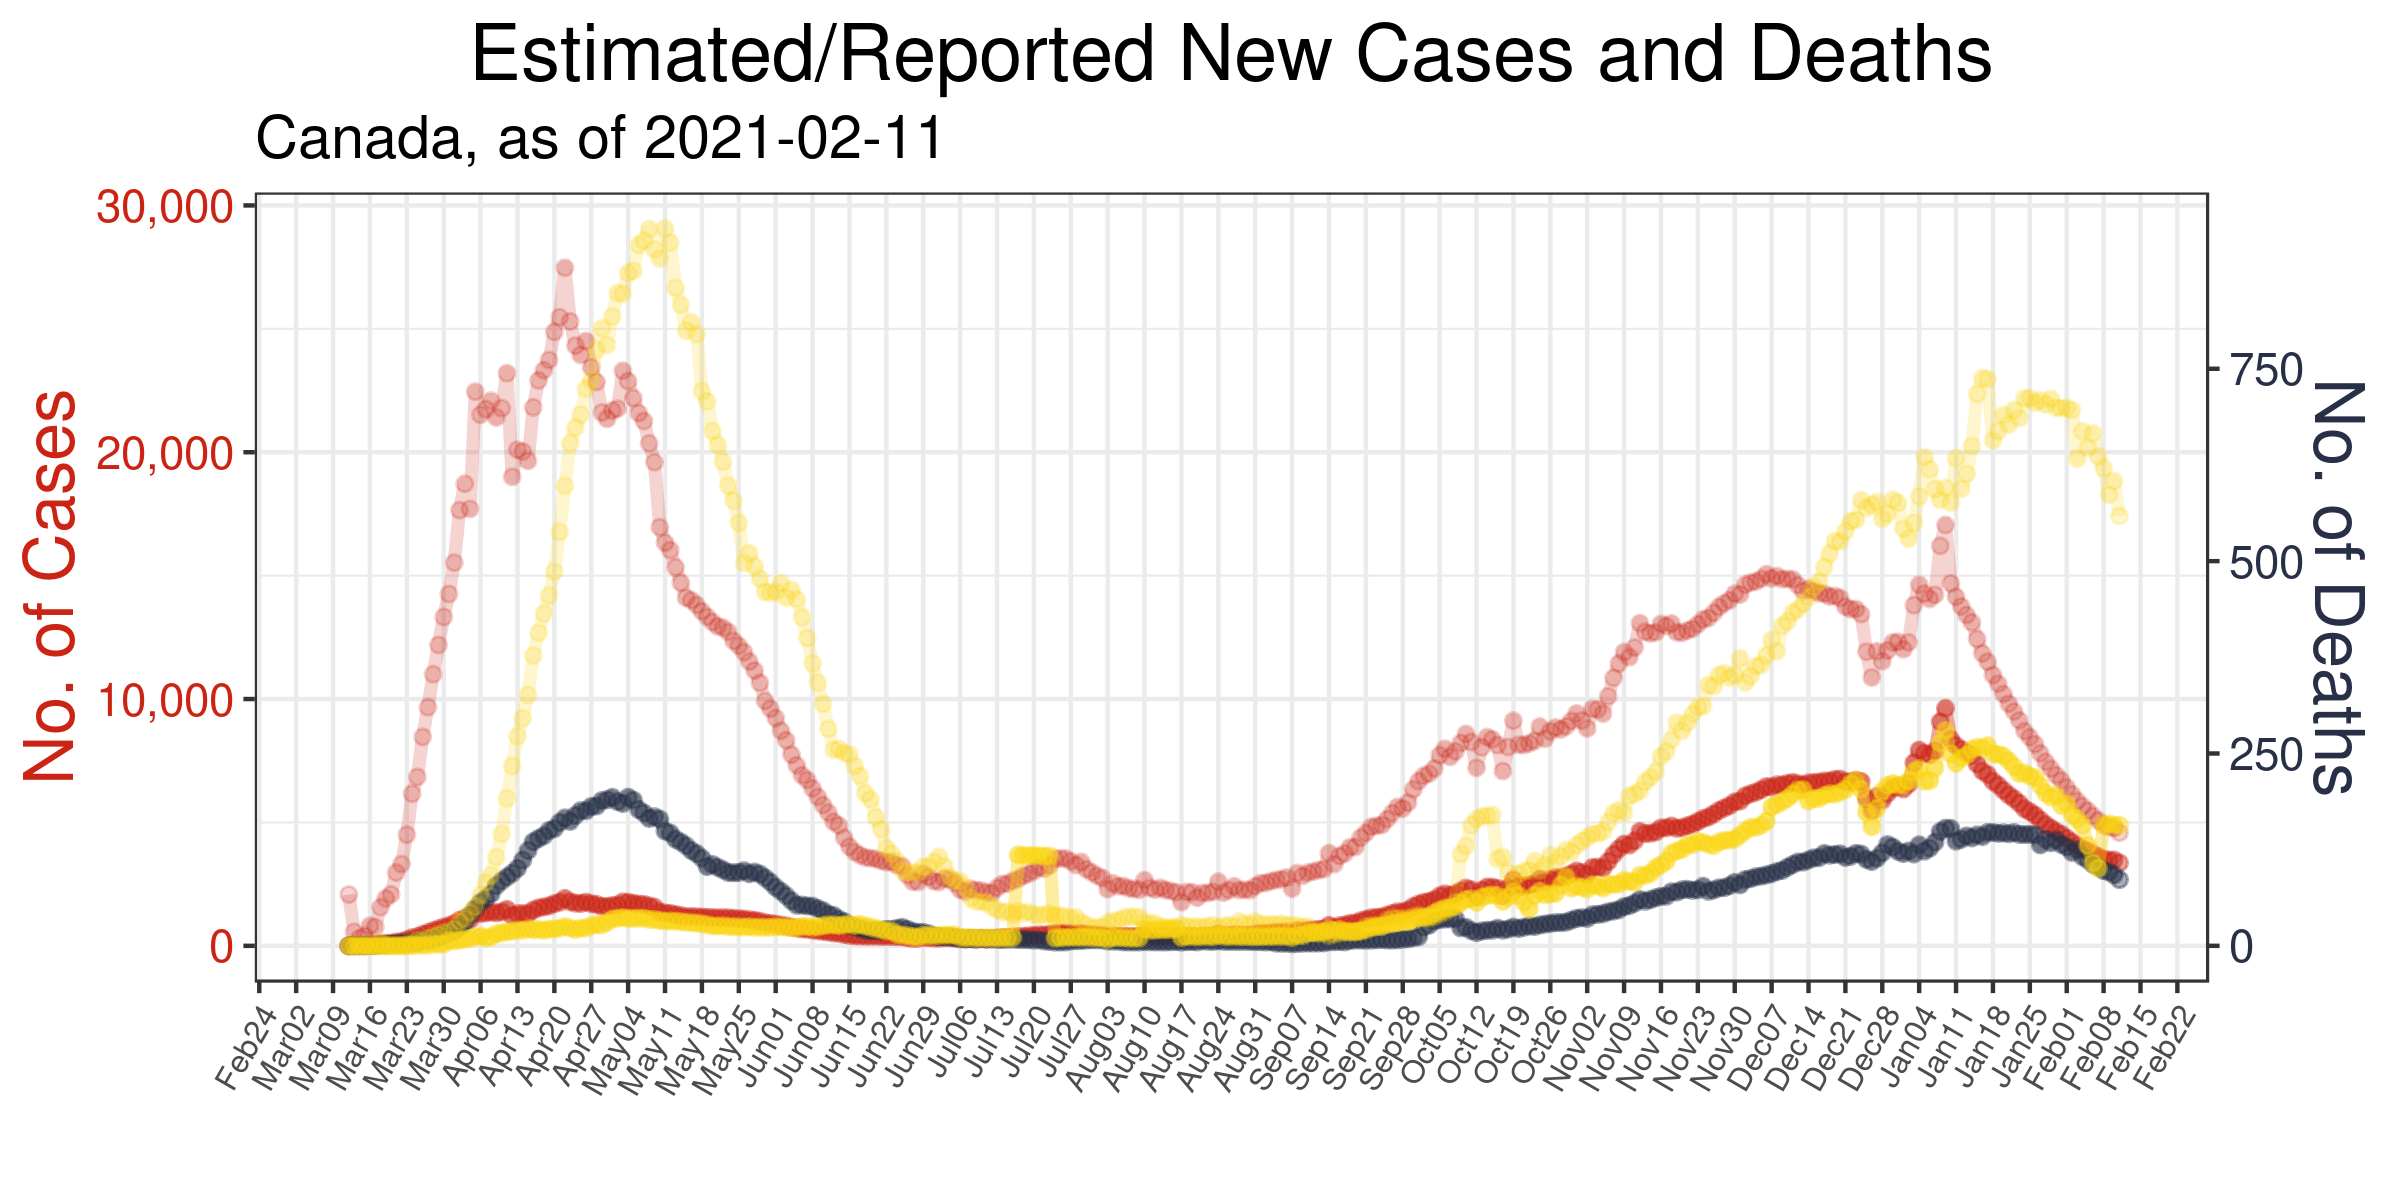 Estimated/Reported New Cases and Deaths
Canada, as of 2021-02-11
No. of Cases
30,000
20,000
10,000
0
750
500
250
0
No. of Deaths
Feb24 Mar02 Mar09 Mar16 Mar23 Mar30 Apr06 Apr13 Apr20 Apr27 May04 May11 May18 May25 Jun01 Jun08 Jun15 Jun22 Jun29 Jul06 Jul13 Jul20 Jul27 Aug03 Aug10 Aug17 Aug24 Aug31 Sep07 Sep14 Sep21 Sep28 Oct05 Oct12 Oct19 Oct26 Nov02 Nov09 Nov16 Nov23 Nov30 Dec07 Dec14 Dec21 Dec28 Jan04 Jan11 Jan18 Jan25 Feb01 Feb08 Feb15 Feb22